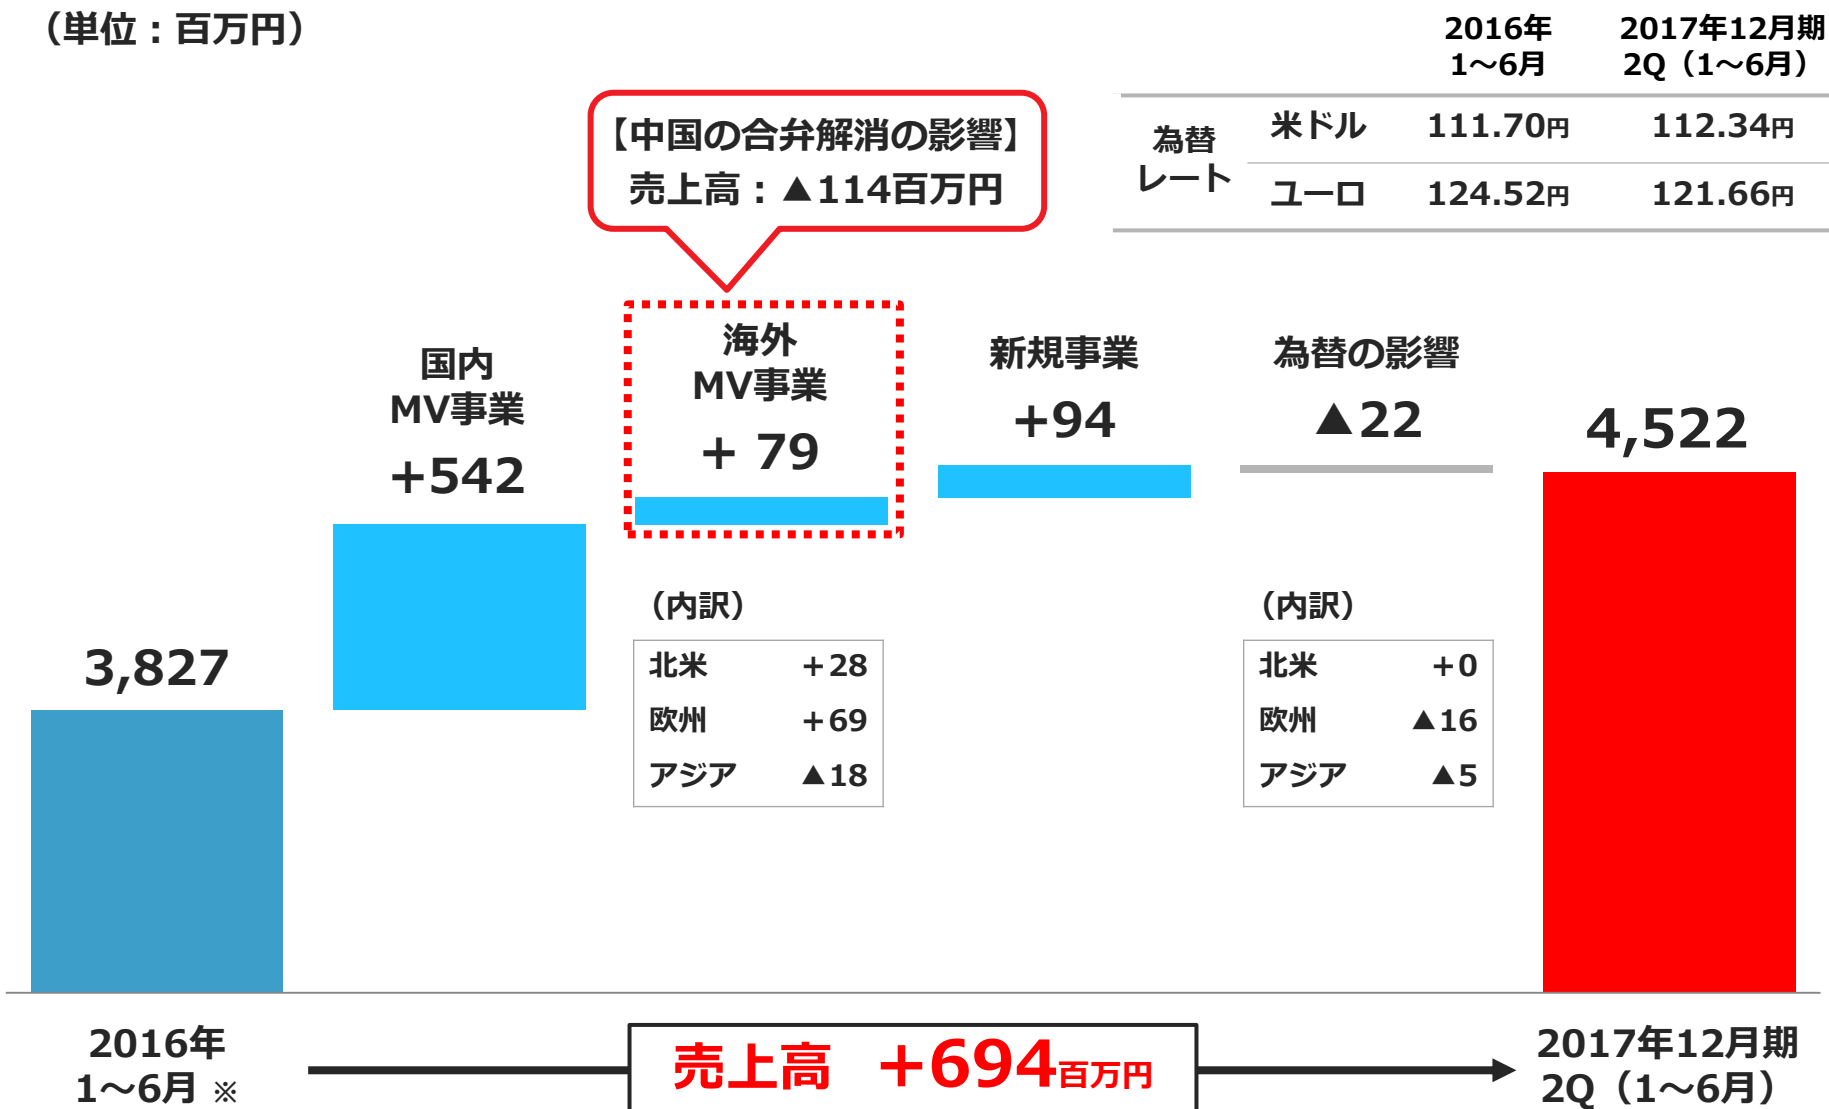 （単位：百万円）
2016年
1～6月
2017年12月期
2Q（1～6月）
為替
レート
米ドル 111.70円 112.34円
ユーロ 124.52円 121.66円
【中国の合弁解消の影響】
売上高：▲114百万円
国内
MV事業
+542
海外
MV事業
+ 79
新規事業
+94
為替の影響
▲22
4,522
3,827
（内訳）
北米 +28
欧州 +69
アジア ▲18
（内訳）
北米 +0
欧州 ▲16
アジア ▲5
2016年
1～6月 ※
売上高 +694百万円
2017年12月期
2Q（1～6月）